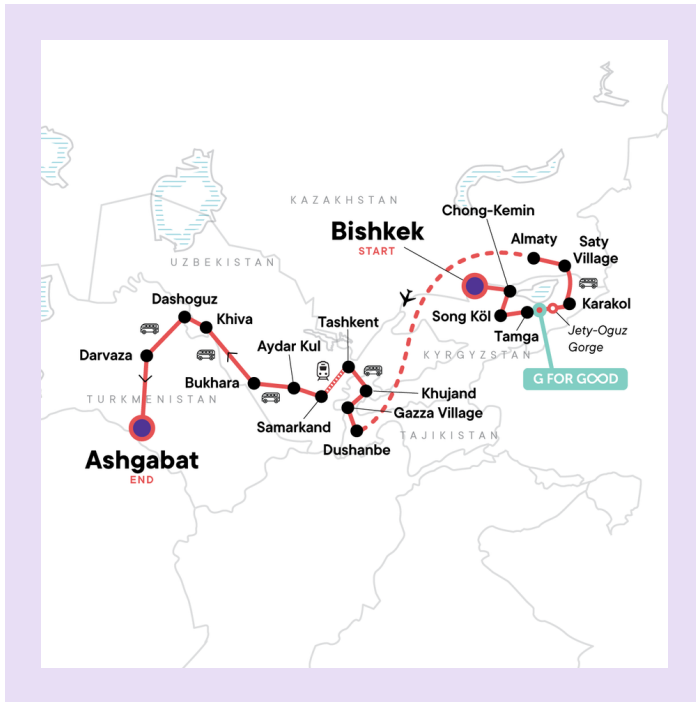 KAZAKHSTAN
Chong-Kemin
Bishkek
START
Almaty
Saty
Village
UZBEKISTAN
Dashoguz
Khiva
Tashkent
Song Köl
Karakol
Tamga
Jety-Oguz
Gorge
Darvaza
Aydar Kul
KYRGYZSTAN
G FOR GOOD
Bukhara
Khujand
TURKMENISTAN
Gazza Village
Samarkand
TAJIKISTAN
Dushanbe
Ashgabat
END